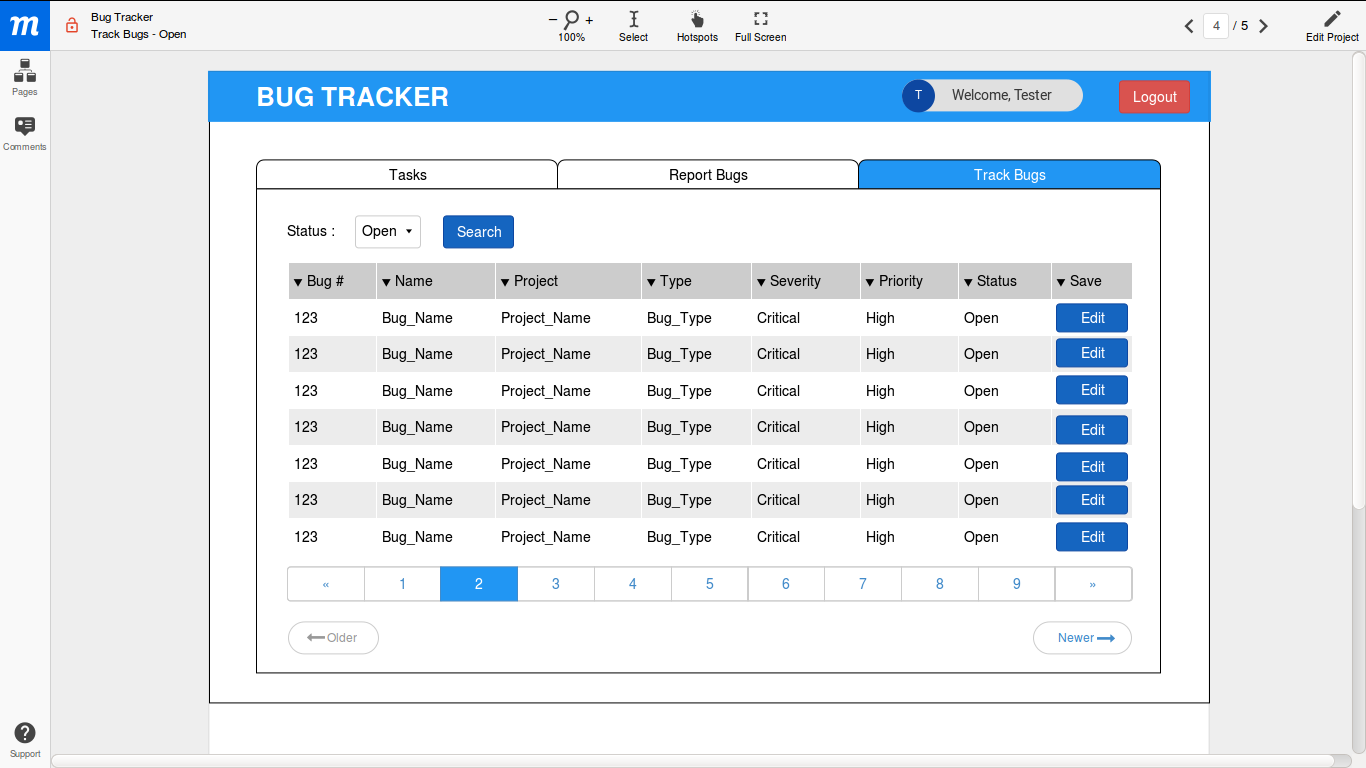 m
Bug Tracker
Track Bugs - Open
− +
100%
Select
Hotspots
Full Screen
4 / 5
Edit Project
Pages
Comments
Support
BUG TRACKER
T
Welcome, Tester
Logout
Tasks Report Bugs Track Bugs
Status : Open ▾ Search
▼ Bug # ▼ Name ▼ Project ▼ Type ▼ Severity ▼ Priority ▼ Status ▼ Save
123 Bug_Name Project_Name Bug_Type Critical High Open Edit
123 Bug_Name Project_Name Bug_Type Critical High Open Edit
123 Bug_Name Project_Name Bug_Type Critical High Open Edit
123 Bug_Name Project_Name Bug_Type Critical High Open Edit
123 Bug_Name Project_Name Bug_Type Critical High Open Edit
123 Bug_Name Project_Name Bug_Type Critical High Open Edit
123 Bug_Name Project_Name Bug_Type Critical High Open Edit
« 1 2 3 4 5 6 7 8 9 »
Older Newer